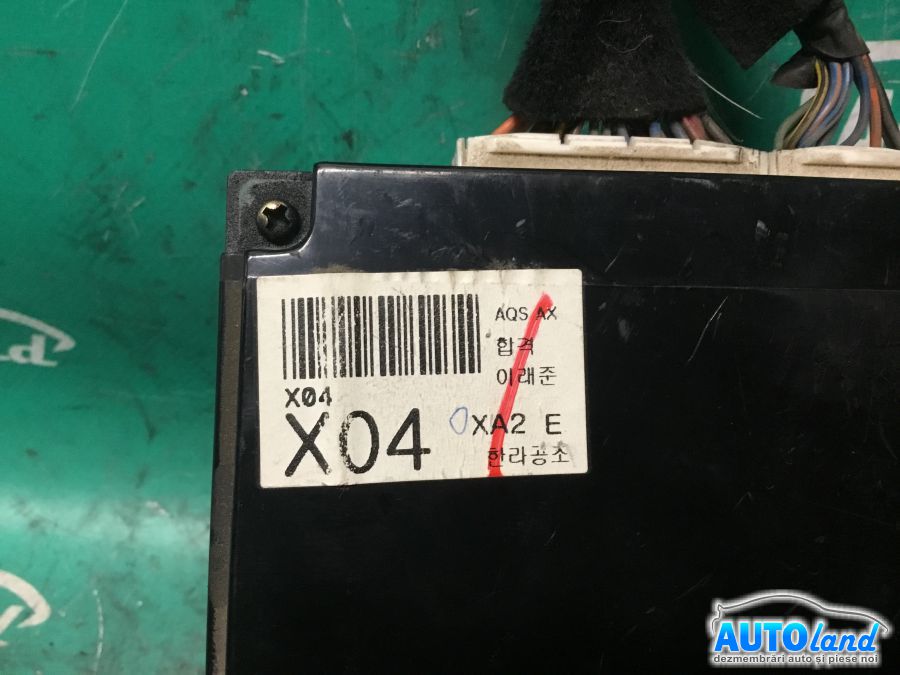 AQS AX
합격
이래준
X04
X04
XA2 E
한라공조
AUTOland
dezmembrări auto și piese noi